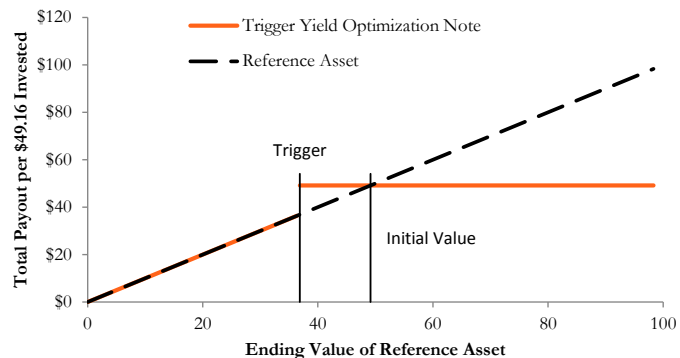 Total Payout per $49.16 Invested
$120
$100
$80
$60
$40
$20
$0
Trigger Yield Optimization Note
Reference Asset
Trigger
Initial Value
0
20
40
60
80
100
Ending Value of Reference Asset